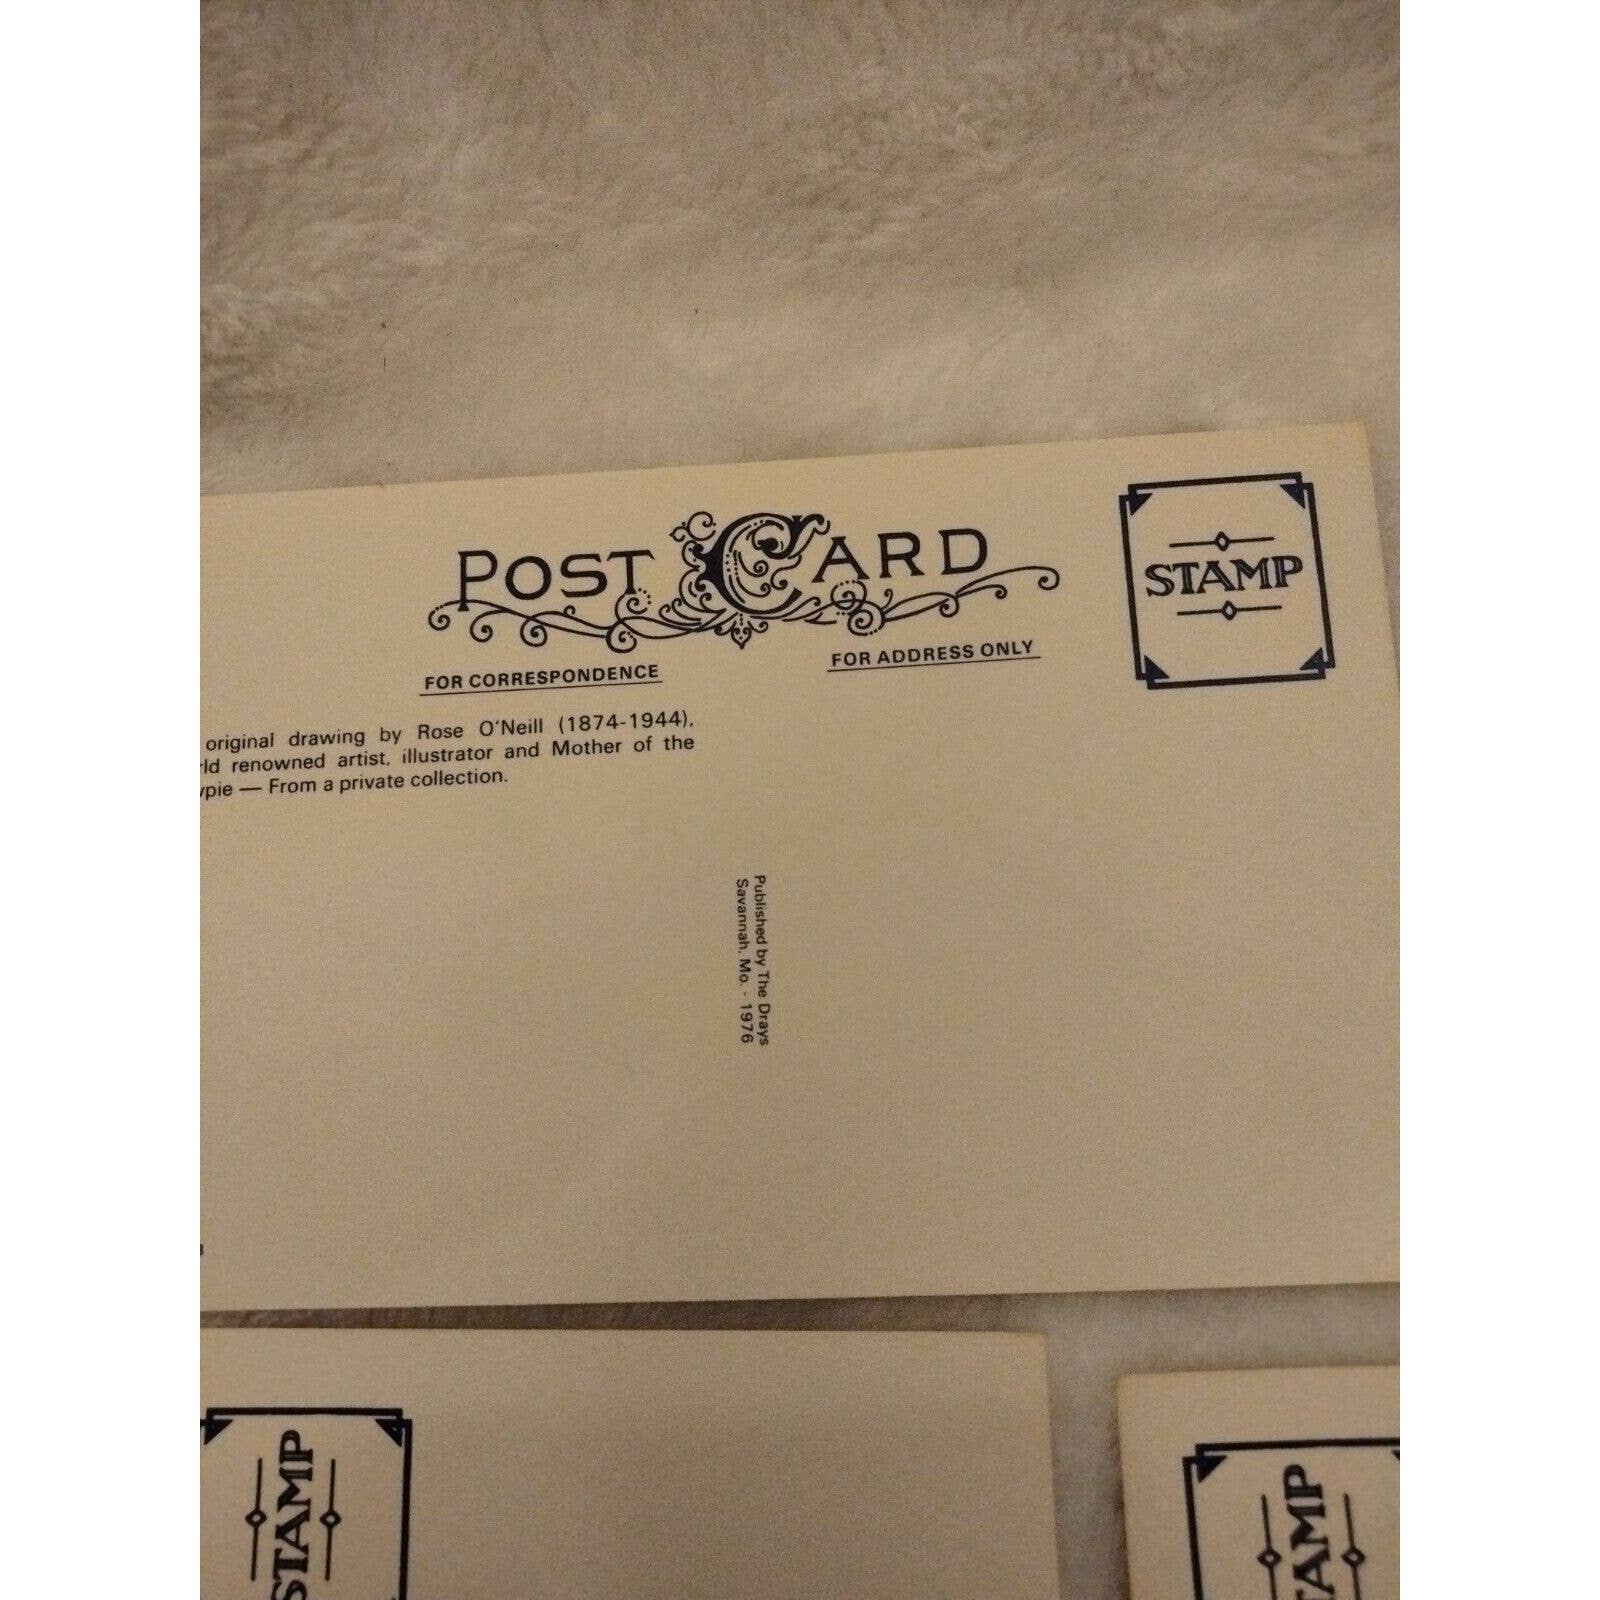 POST CARD
STAMP
FOR CORRESPONDENCE
FOR ADDRESS ONLY
original drawing by Rose O'Neill (1874-1944),
renowned artist, illustrator and Mother of the
— From a private collection.
Published by The Drays
Savannah, Mo. - 1976
STAMP
STAMP